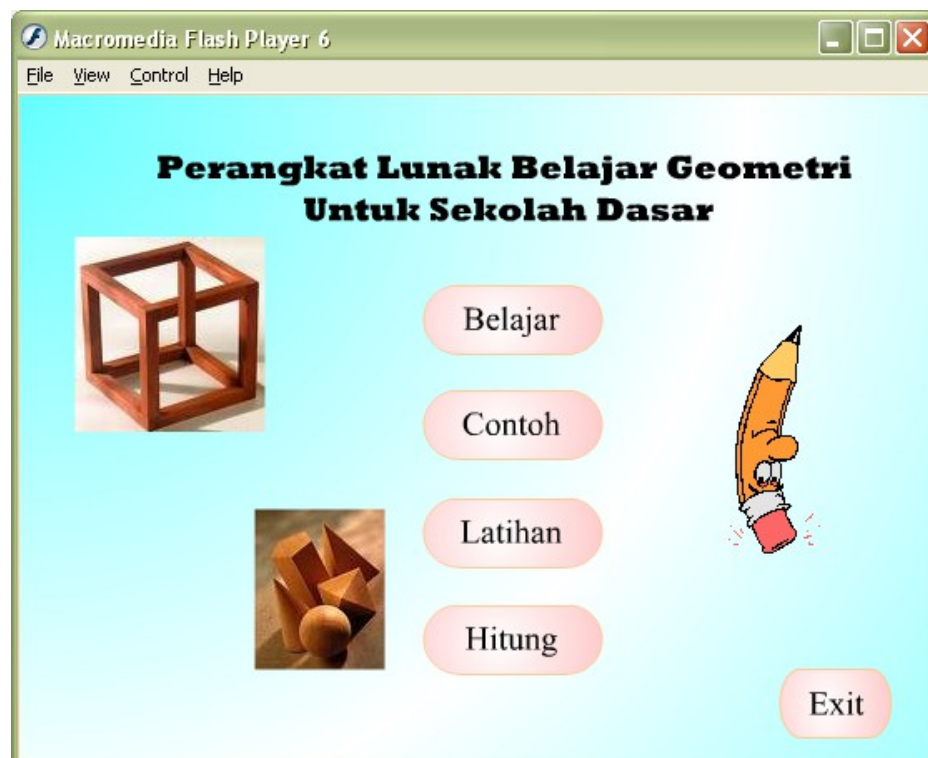 Macromedia Flash Player 6
File View Control Help
Perangkat Lunak Belajar Geometri
Untuk Sekolah Dasar
Belajar
Contoh
Latihan
Hitung
Exit